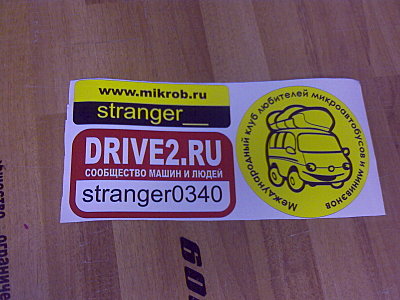 www.mikrob.ru
stranger__
DRIVE2.RU
СООБЩЕСТВО МАШИН И ЛЮДЕЙ
stranger0340
Международный клуб любителей микроавтобусов и минивэнов